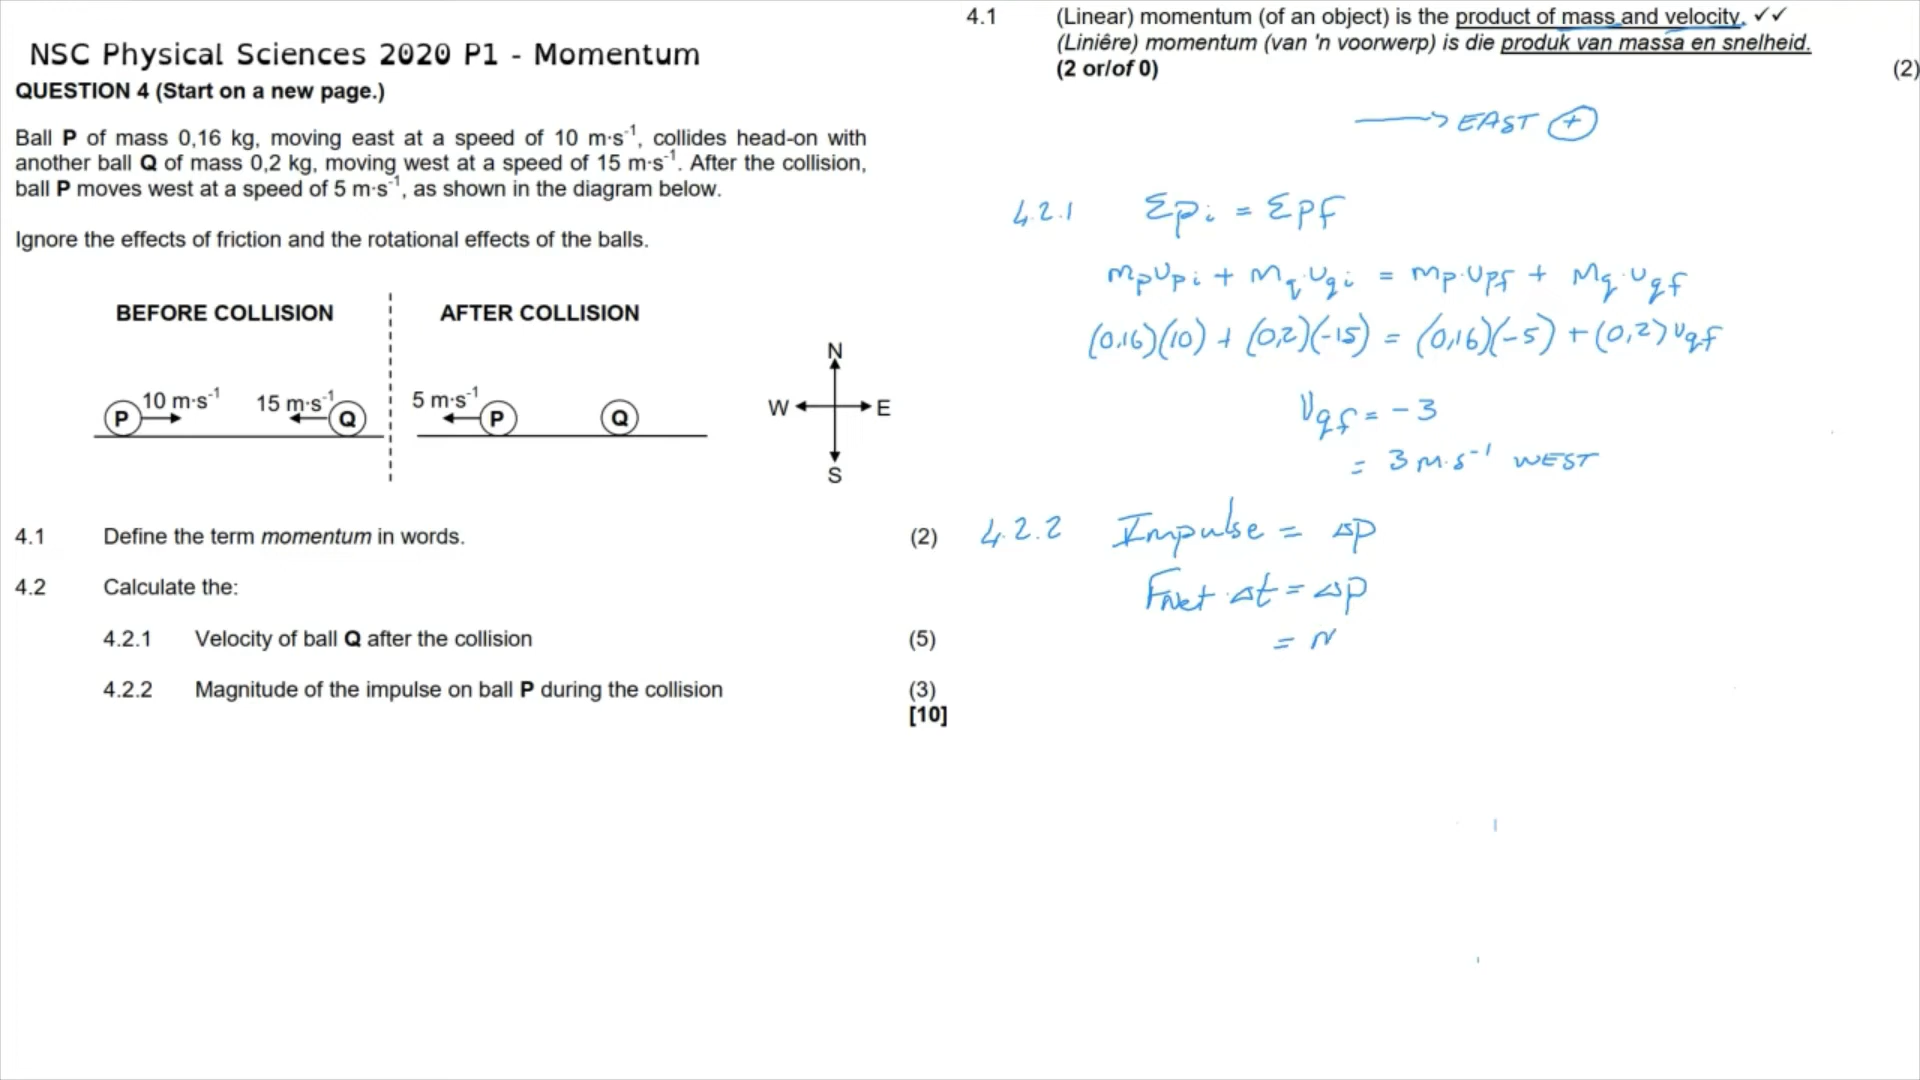 NSC Physical Sciences 2020 P1 - Momentum
QUESTION 4 (Start on a new page.)
Ball P of mass 0,16 kg, moving east at a speed of 10 m·s⁻¹, collides head-on with
another ball Q of mass 0,2 kg, moving west at a speed of 15 m·s⁻¹. After the collision,
ball P moves west at a speed of 5 m·s⁻¹, as shown in the diagram below.
Ignore the effects of friction and the rotational effects of the balls.
BEFORE COLLISION
AFTER COLLISION
P 10 m·s⁻¹ 15 m·s⁻¹ Q
5 m·s⁻¹ P Q
N
W E
S
4.1 Define the term momentum in words. (2)
4.2 Calculate the:
4.2.1 Velocity of ball Q after the collision (5)
4.2.2 Magnitude of the impulse on ball P during the collision (3)
[10]
4.1 (Linear) momentum (of an object) is the product of mass and velocity. ✓✓
(Liniêre) momentum (van 'n voorwerp) is die produk van massa en snelheid.
(2 or/of 0) (2)
→ EAST +
4.2.1 Σpi = Σpf
mpvpi + mq·vqi = mp·vpf + mq·vqf
(0,16)(10) + (0,2)(-15) = (0,16)(-5) + (0,2)vqf
vqf = -3
= 3 m·s⁻¹ WEST
4.2.2 Impulse = Δp
Fnet·Δt = Δp
= m